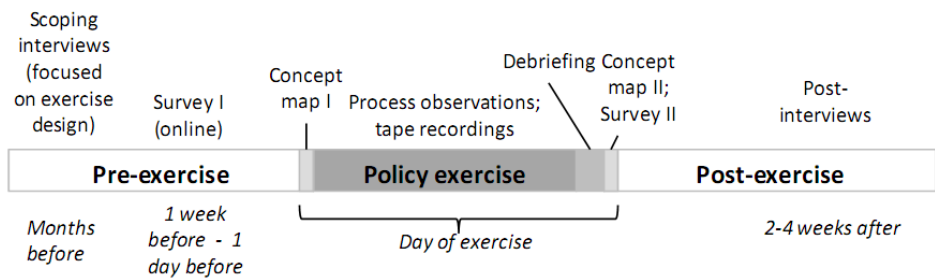 Scoping
interviews
(focused
on exercise
design)
Survey I
(online)
Concept
map I
Process observations;
tape recordings
Debriefing
Concept
map II;
Survey II
Post-
interviews
Pre-exercise
Policy exercise
Post-exercise
Months
before
1 week
before - 1
day before
Day of exercise
2-4 weeks after